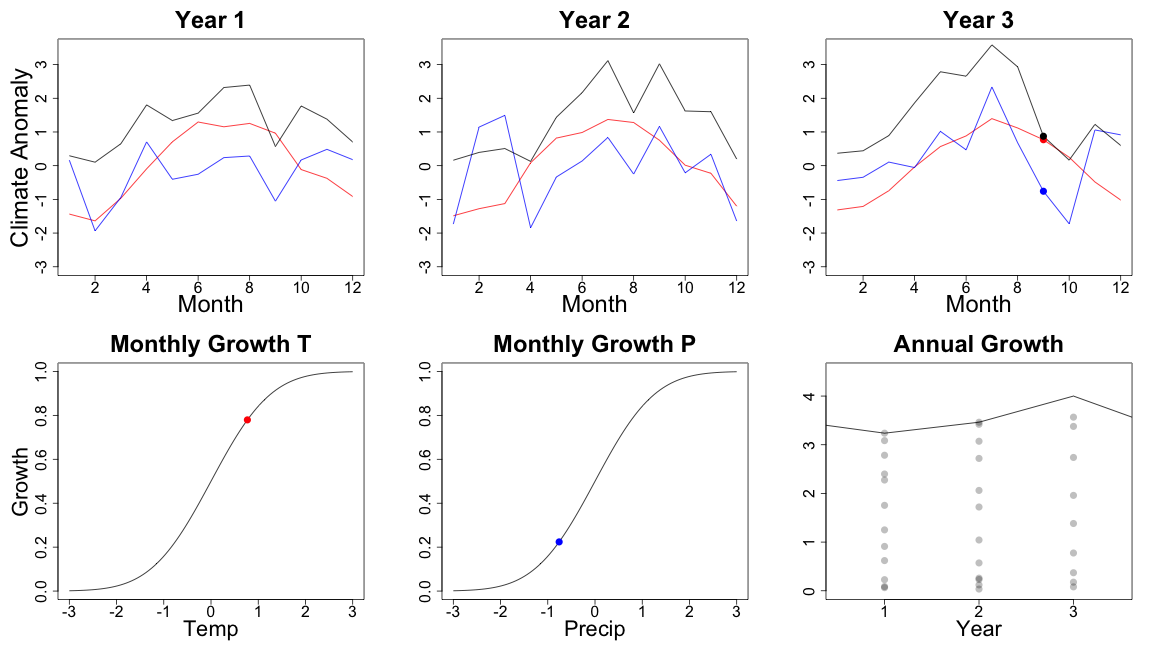 Year 1 Year 2 Year 3
Climate Anomaly
3 3 3
2 2 2
1 1 1
0 0 0
-1 -1 -1
-2 -2 -2
-3 -3 -3
2 4 6 8 10 12 2 4 6 8 10 12 2 4 6 8 10 12
Month Month Month
Monthly Growth T Monthly Growth P Annual Growth
Growth
1.0 1.0 4
0.8 0.8 3
0.6 0.6 2
0.4 0.4 1
0.2 0.2 0
0.0 0.0
-3 -2 -1 0 1 2 3 -3 -2 -1 0 1 2 3 1 2 3
Temp Precip Year